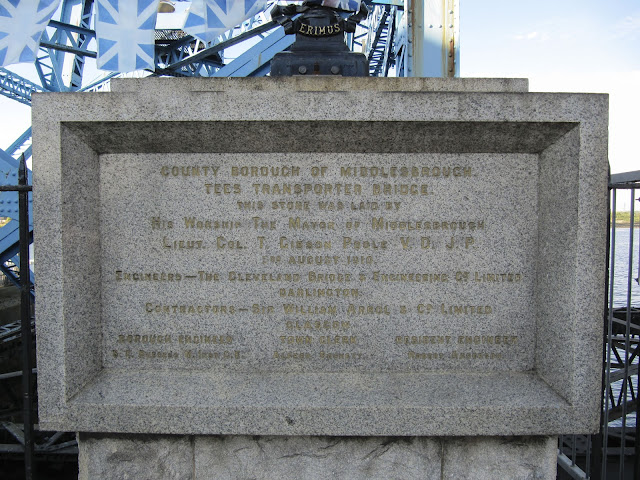 ERIMUS
COUNTY BOROUGH OF MIDDLESBROUGH.
TEES TRANSPORTER BRIDGE.
THIS STONE WAS LAID BY
HIS WORSHIP THE MAYOR OF MIDDLESBROUGH
LIEUT. COL. T. GIBSON POOLE V. D. J. P.
AUGUST 1910.
ENGINEERS—THE CLEVELAND BRIDGE & ENGINEERING CO LIMITED
DARLINGTON.
CONTRACTORS—SIR WILLIAM ARROL & CO LIMITED
GLASGOW
BOROUGH ENGINEER TOWN CLERK RESIDENT ENGINEER